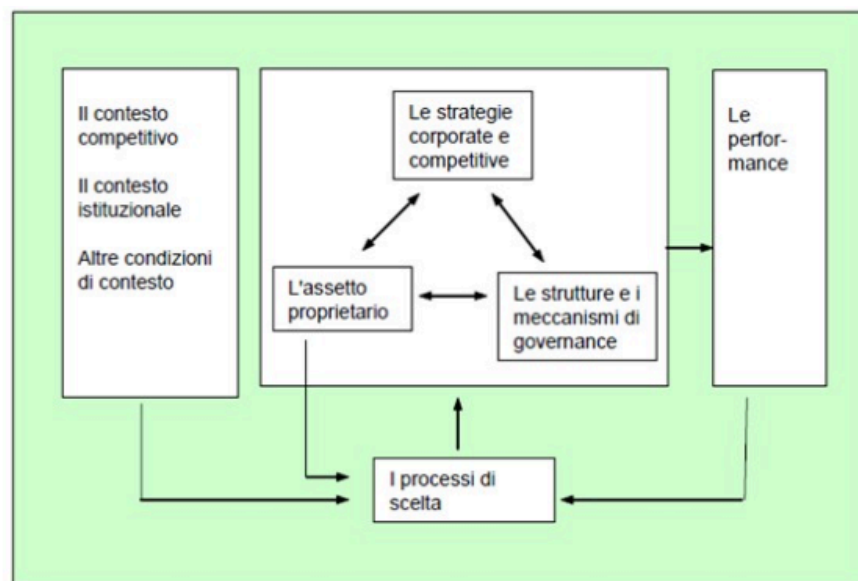 Il contesto
competitivo
Il contesto
istituzionale
Altre condizioni
di contesto
Le strategie
corporate e
competitive
L'assetto
proprietario
Le strutture e i
meccanismi di
governance
Le
perfor-
mance
I processi di
scelta